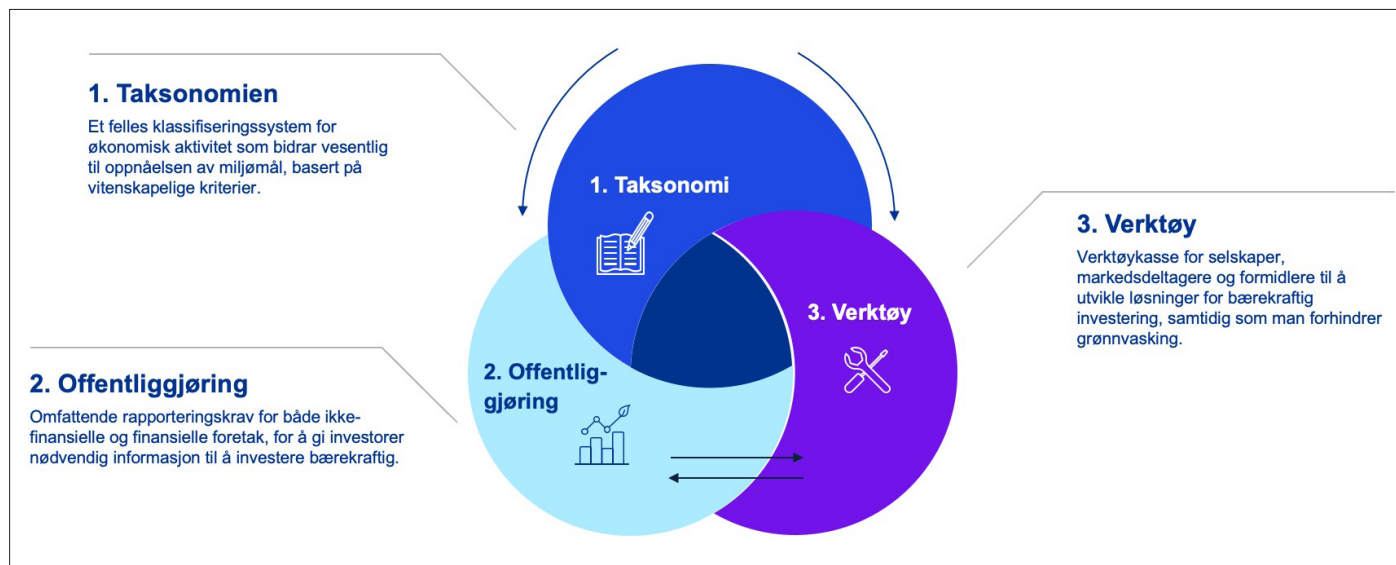 1. Taksonomien
Et felles klassifiseringssystem for
økonomisk aktivitet som bidrar vesentlig
til oppnåelsen av miljømål, basert på
vitenskapelige kriterier.
1. Taksonomi
3. Verktøy
Verktøykasse for selskaper,
markedsdeltagere og formidlere til å
utvikle løsninger for bærekraftig
investering, samtidig som man forhindrer
grønnvasking.
3. Verktøy
2. Offentliggjøring
Omfattende rapporteringskrav for både ikke-
finansielle og finansielle foretak, for å gi investorer
nødvendig informasjon til å investere bærekraftig.
2. Offentlig-
gjøring